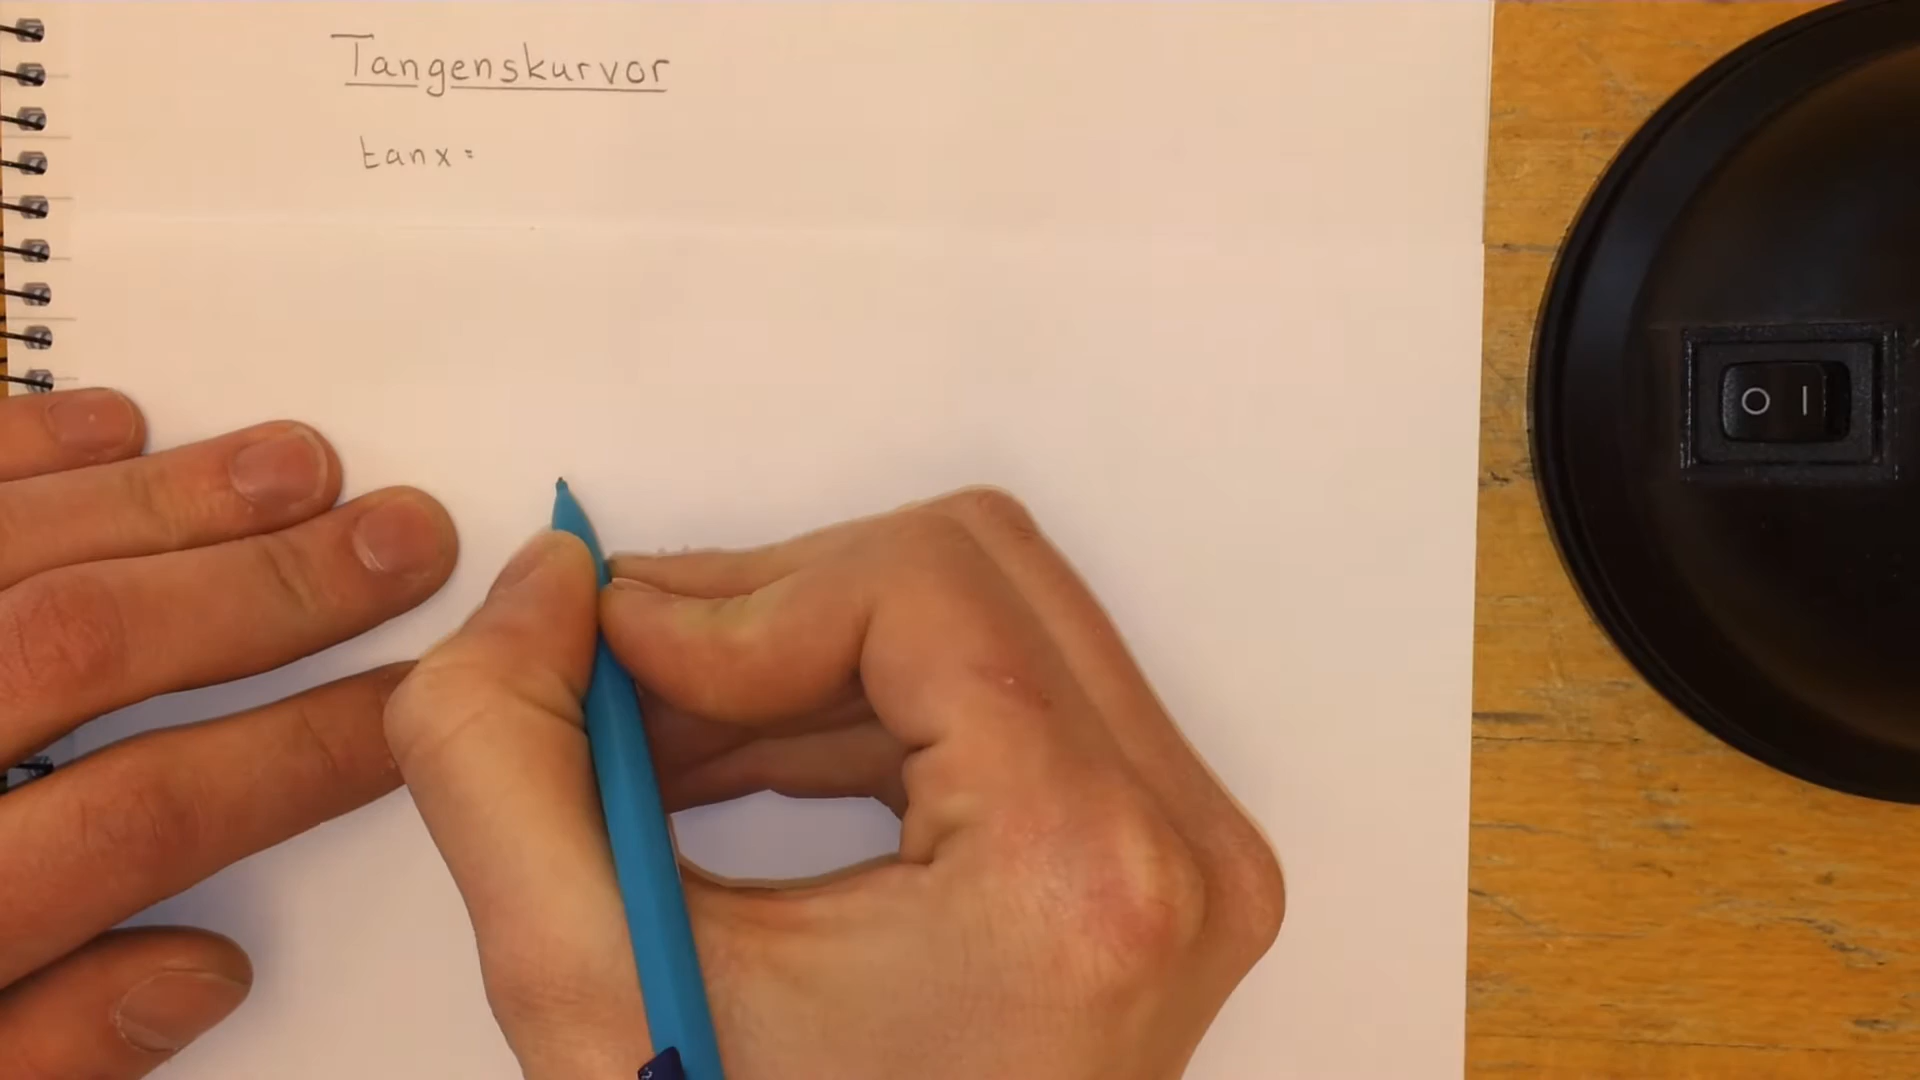 Tangenskurvor
tanx =
O |